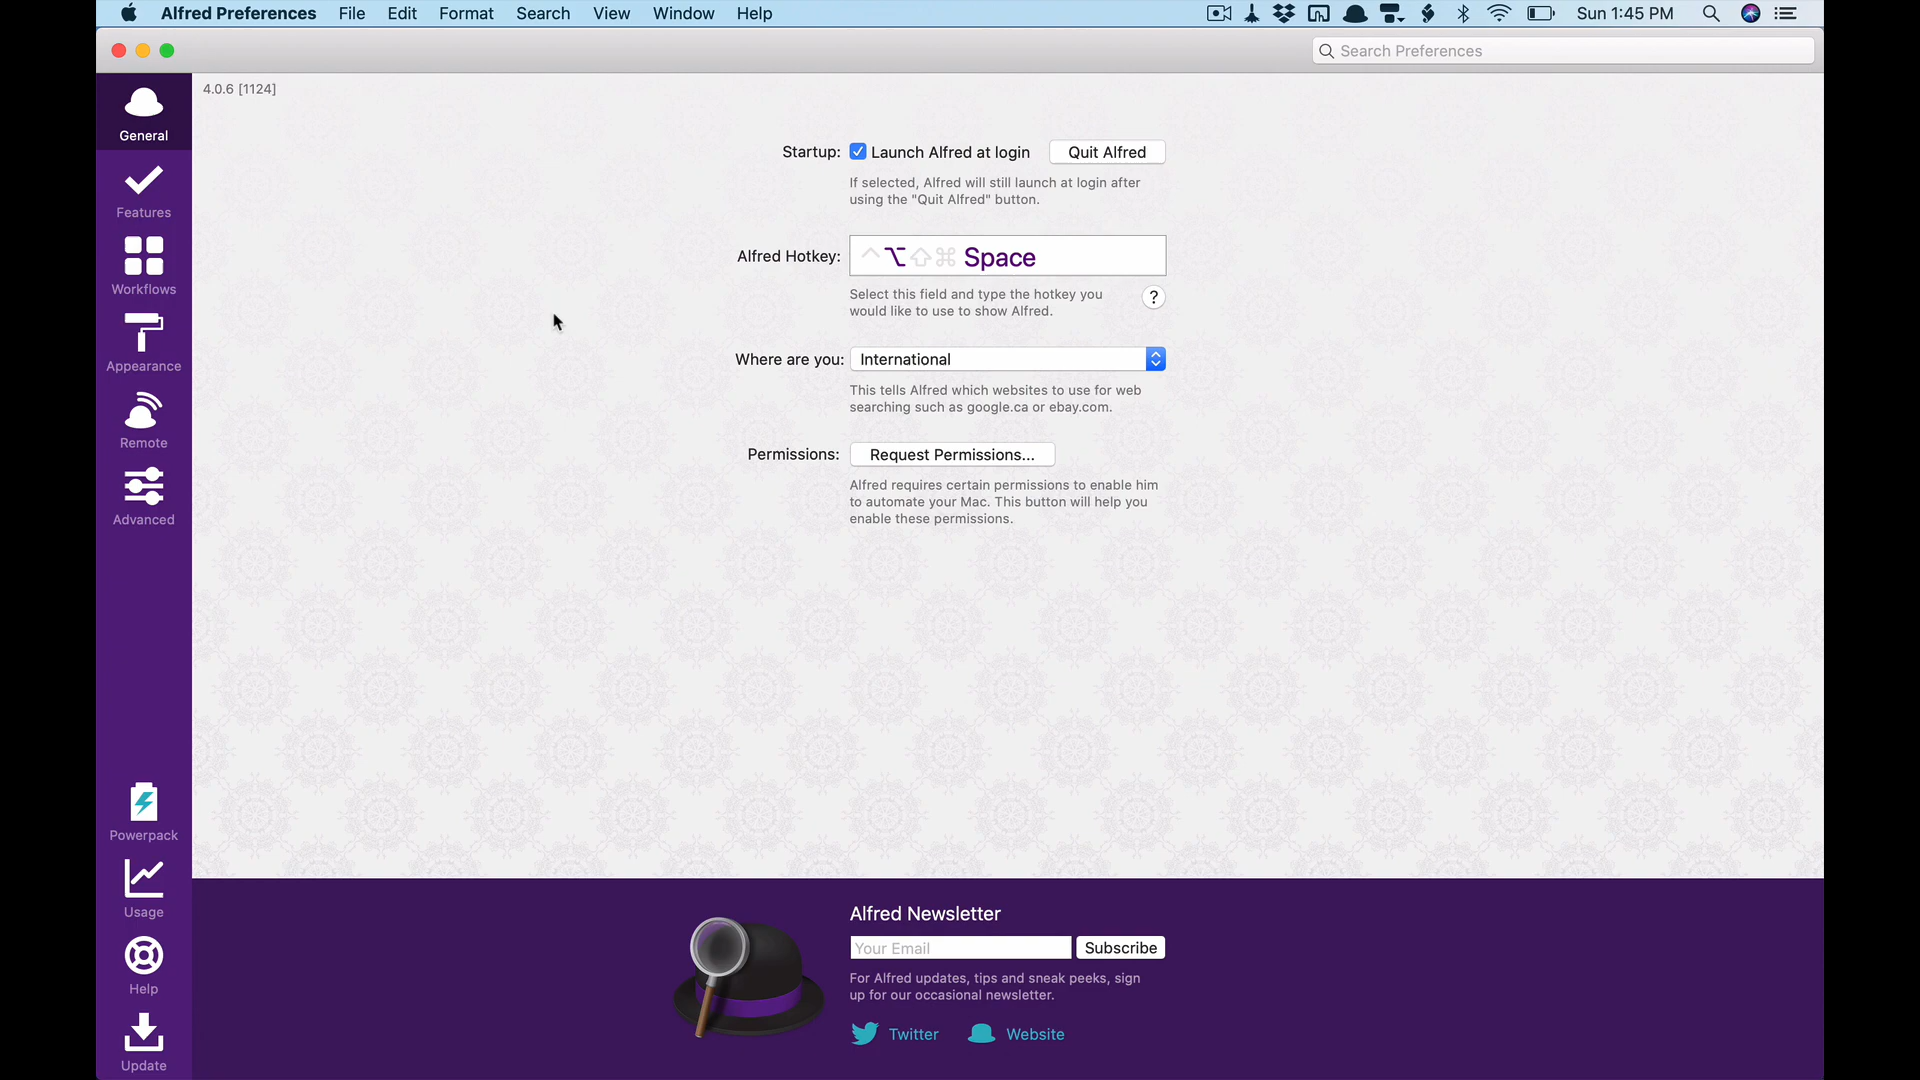 Alfred Preferences File Edit Format Search View Window Help Sun 1:45 PM
Search Preferences
4.0.6 [1124]
General
Features
Workflows
Appearance
Remote
Advanced
Powerpack
Usage
Help
Update
Startup: Launch Alfred at login Quit Alfred
If selected, Alfred will still launch at login after
using the "Quit Alfred" button.
Alfred Hotkey: ^⌥⇧⌘ Space
Select this field and type the hotkey you
would like to use to show Alfred.
?
Where are you: International
This tells Alfred which websites to use for web
searching such as google.ca or ebay.com.
Permissions: Request Permissions...
Alfred requires certain permissions to enable him
to automate your Mac. This button will help you
enable these permissions.
Alfred Newsletter
Your Email Subscribe
For Alfred updates, tips and sneak peeks, sign
up for our occasional newsletter.
Twitter Website